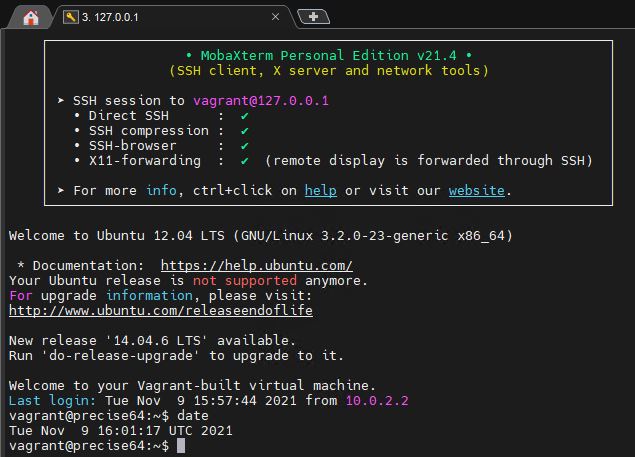 3. 127.0.0.1
• MobaXterm Personal Edition v21.4 •
(SSH client, X server and network tools)
➤ SSH session to vagrant@127.0.0.1
• Direct SSH      :  ✔
• SSH compression :  ✔
• SSH-browser     :  ✔
• X11-forwarding  :  ✔  (remote display is forwarded through SSH)
➤ For more info, ctrl+click on help or visit our website.
Welcome to Ubuntu 12.04 LTS (GNU/Linux 3.2.0-23-generic x86_64)
* Documentation:  https://help.ubuntu.com/
Your Ubuntu release is not supported anymore.
For upgrade information, please visit:
http://www.ubuntu.com/releaseendoflife
New release '14.04.6 LTS' available.
Run 'do-release-upgrade' to upgrade to it.
Welcome to your Vagrant-built virtual machine.
Last login: Tue Nov  9 15:57:44 2021 from 10.0.2.2
vagrant@precise64:~$ date
Tue Nov  9 16:01:17 UTC 2021
vagrant@precise64:~$